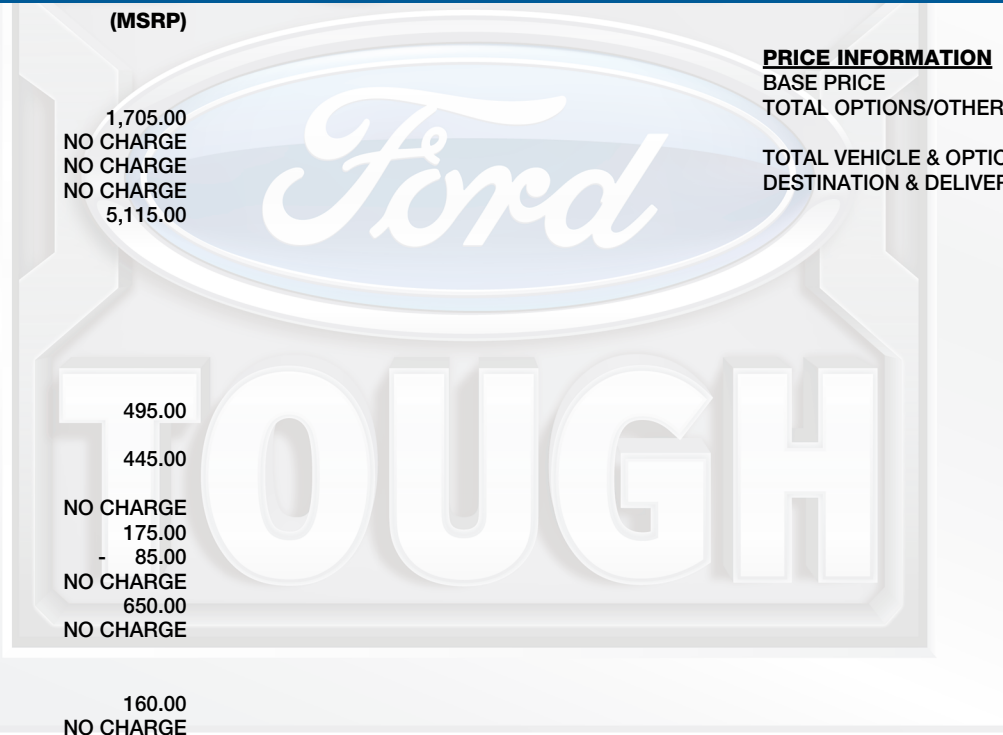 (MSRP)
1,705.00
NO CHARGE
NO CHARGE
NO CHARGE
5,115.00
495.00
445.00
NO CHARGE
175.00
- 85.00
NO CHARGE
650.00
NO CHARGE
160.00
NO CHARGE
PRICE INFORMATION
BASE PRICE
TOTAL OPTIONS/OTHER
TOTAL VEHICLE & OPTIO
DESTINATION & DELIVER
Ford
TOUGH